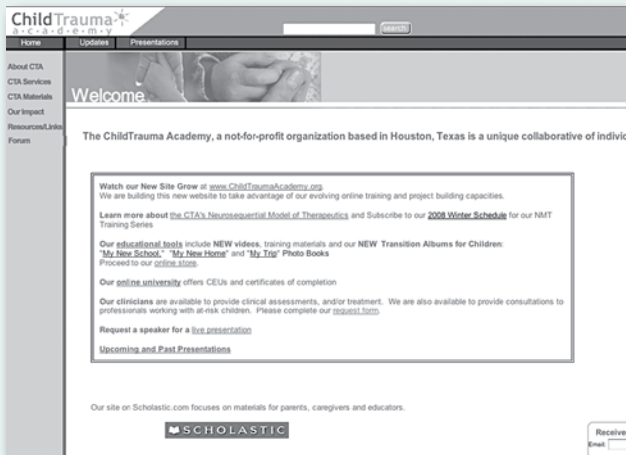 ChildTrauma
a·c·a·d·e·m·y
search
Home Updates Presentations
About CTA
CTA Services
CTA Materials
Our Impact
Resources/Links
Forum
Welcome
The ChildTrauma Academy, a not-for-profit organization based in Houston, Texas is a unique collaborative of indivi
Watch our New Site Grow at www.ChildTraumaAcademy.org.
We are building this new website to take advantage of our evolving online training and project building capacities.
Learn more about the CTA's Neurosequential Model of Therapeutics and Subscribe to our 2008 Winter Schedule for our NMT
Training Series
Our educational tools include NEW videos, training materials and our NEW Transition Albums for Children:
"My New School," "My New Home" and "My Trip" Photo Books
Proceed to our online store.
Our online university offers CEUs and certificates of completion
Our clinicians are available to provide clinical assessments, and/or treatment. We are also available to provide consultations to
professionals working with at-risk children. Please complete our request form.
Request a speaker for a live presentation
Upcoming and Past Presentations
Our site on Scholastic.com focuses on materials for parents, caregivers and educators.
SCHOLASTIC
Receive
Email: